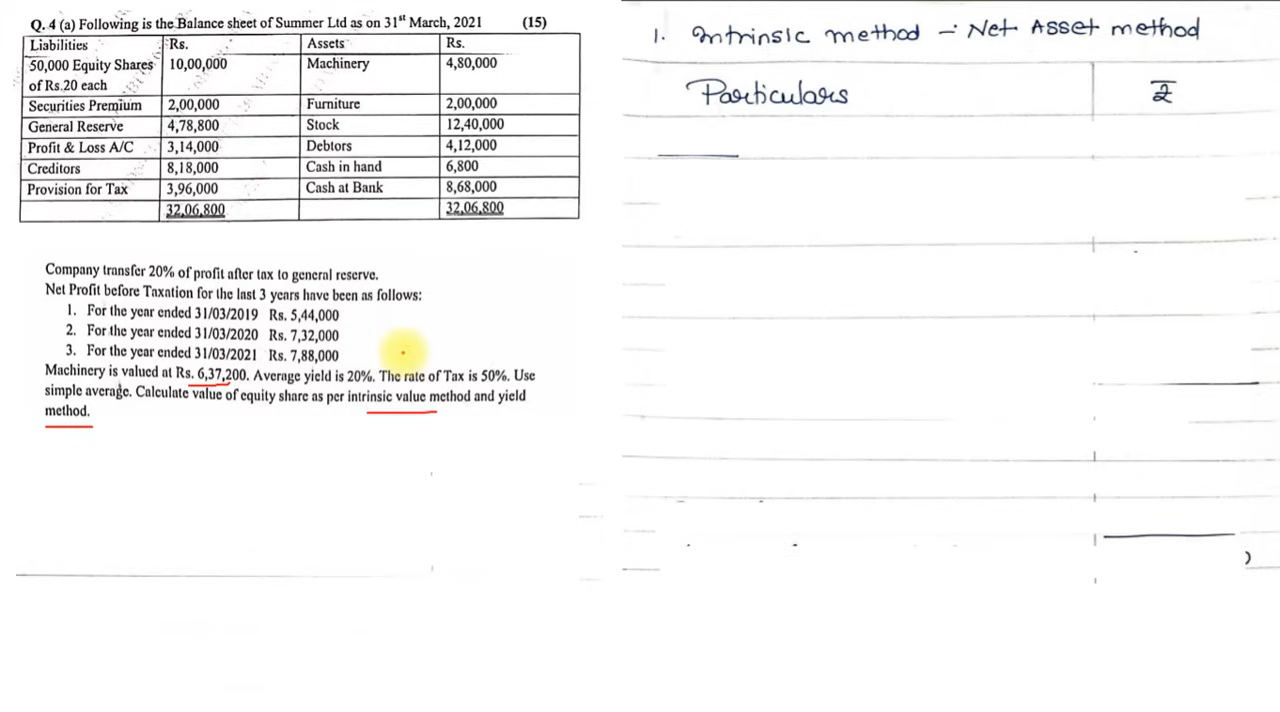 Q. 4 (a) Following is the Balance sheet of Summer Ltd as on 31st March, 2021 (15)
Liabilities Rs. Assets Rs.
50,000 Equity Shares of Rs.20 each 10,00,000 Machinery 4,80,000
Securities Premium 2,00,000 Furniture 2,00,000
General Reserve 4,78,800 Stock 12,40,000
Profit & Loss A/C 3,14,000 Debtors 4,12,000
Creditors 8,18,000 Cash in hand 6,800
Provision for Tax 3,96,000 Cash at Bank 8,68,000
32,06,800 32,06,800
Company transfer 20% of profit after tax to general reserve.
Net Profit before Taxation for the last 3 years have been as follows:
1. For the year ended 31/03/2019 Rs. 5,44,000
2. For the year ended 31/03/2020 Rs. 7,32,000
3. For the year ended 31/03/2021 Rs. 7,88,000
Machinery is valued at Rs. 6,37,200. Average yield is 20%. The rate of Tax is 50%. Use
simple average. Calculate value of equity share as per intrinsic value method and yield
method.
1. Intrinsic method - Net Asset method
Particulars ₹